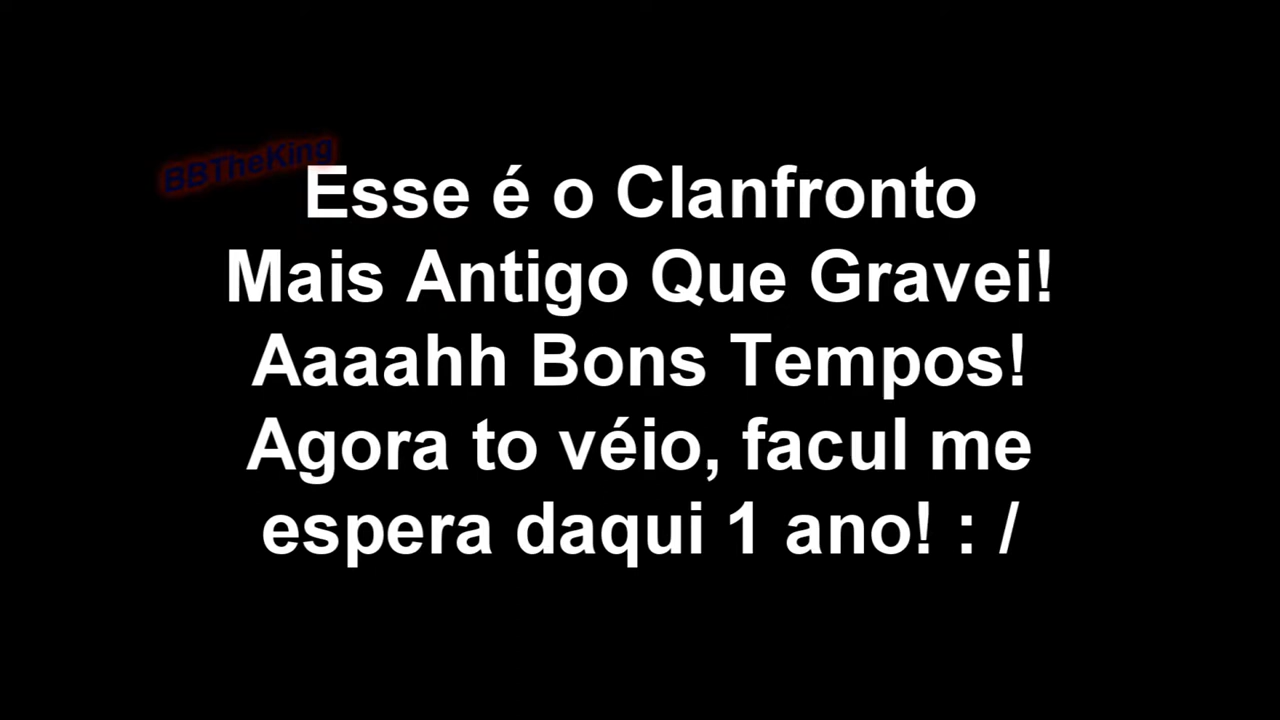 BBTheKing
Esse é o Clanfronto
Mais Antigo Que Gravei!
Aaaahh Bons Tempos!
Agora to véio, facul me
espera daqui 1 ano! : /